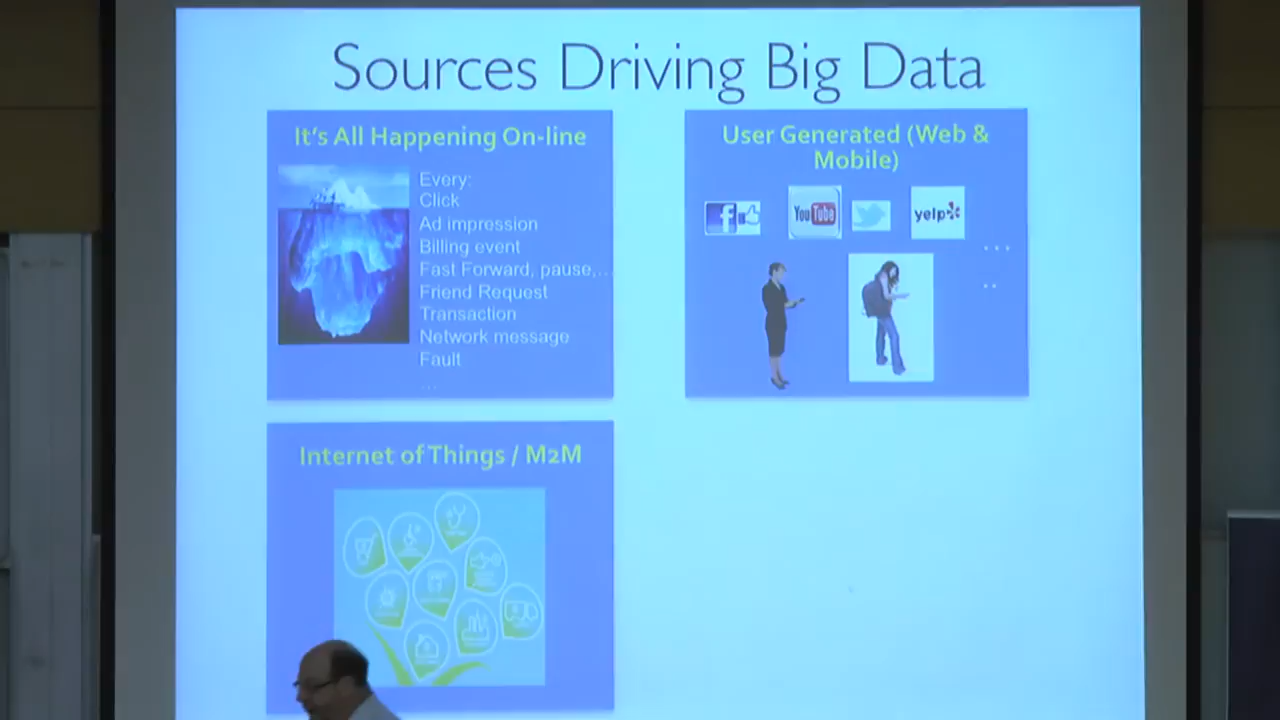 Sources Driving Big Data
It's All Happening On-line
Every:
Click
Ad impression
Billing event
Fast Forward, pause,...
Friend Request
Transaction
Network message
Fault
...
User Generated (Web &
Mobile)
f
You Tube
yelp
...
..
Internet of Things / M2M